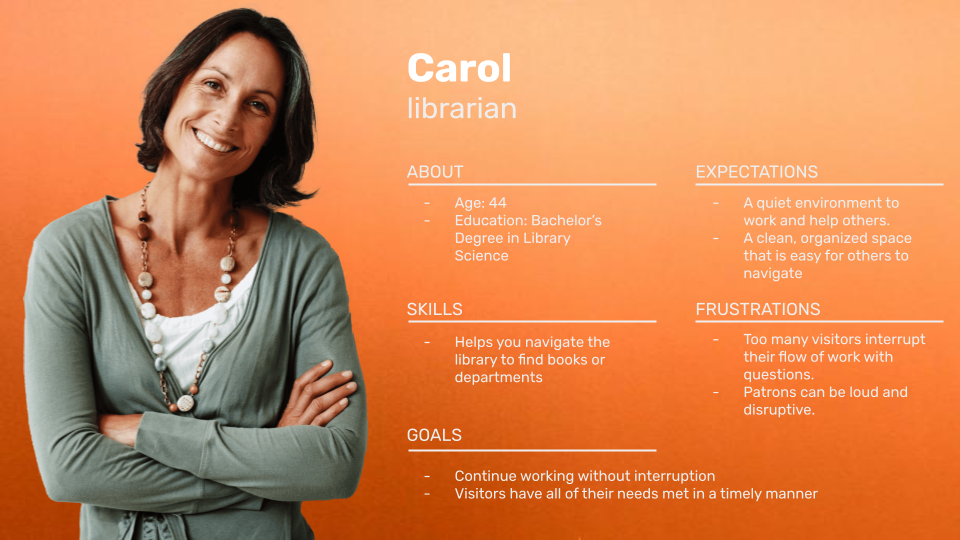 Carol
librarian
ABOUT
- Age: 44
- Education: Bachelor's
Degree in Library
Science
EXPECTATIONS
- A quiet environment to
work and help others.
- A clean, organized space
that is easy for others to
navigate
SKILLS
- Helps you navigate the
library to find books or
departments
FRUSTRATIONS
- Too many visitors interrupt
their flow of work with
questions.
- Patrons can be loud and
disruptive.
GOALS
- Continue working without interruption
- Visitors have all of their needs met in a timely manner